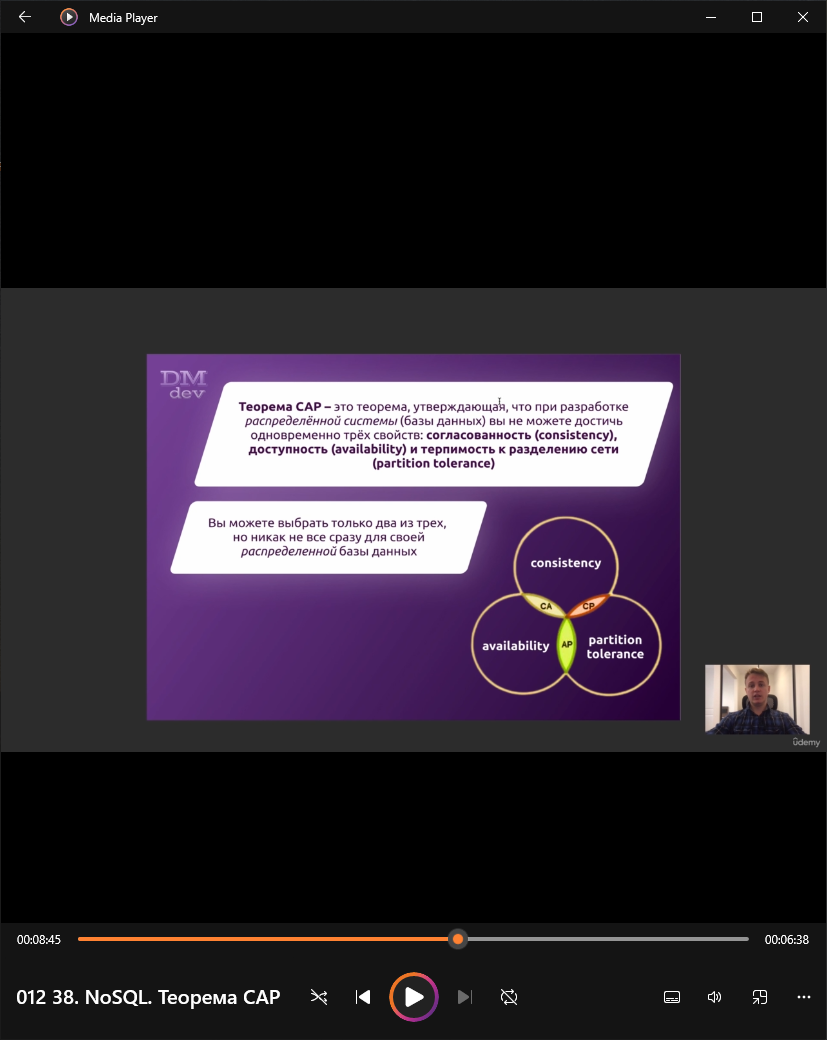 Media Player
DM
dev
Теорема CAP – это теорема, утверждающая, что при разработке
распределённой системы (базы данных) вы не можете достичь
одновременно трёх свойств: согласованность (consistency),
доступность (availability) и терпимость к разделению сети
(partition tolerance)
Вы можете выбрать только два из трех,
но никак не все сразу для своей
распределенной базы данных
consistency
CA
CP
availability
AP
partition
tolerance
ûdemy
00:08:45
00:06:38
012 38. NoSQL. Теорема CAP